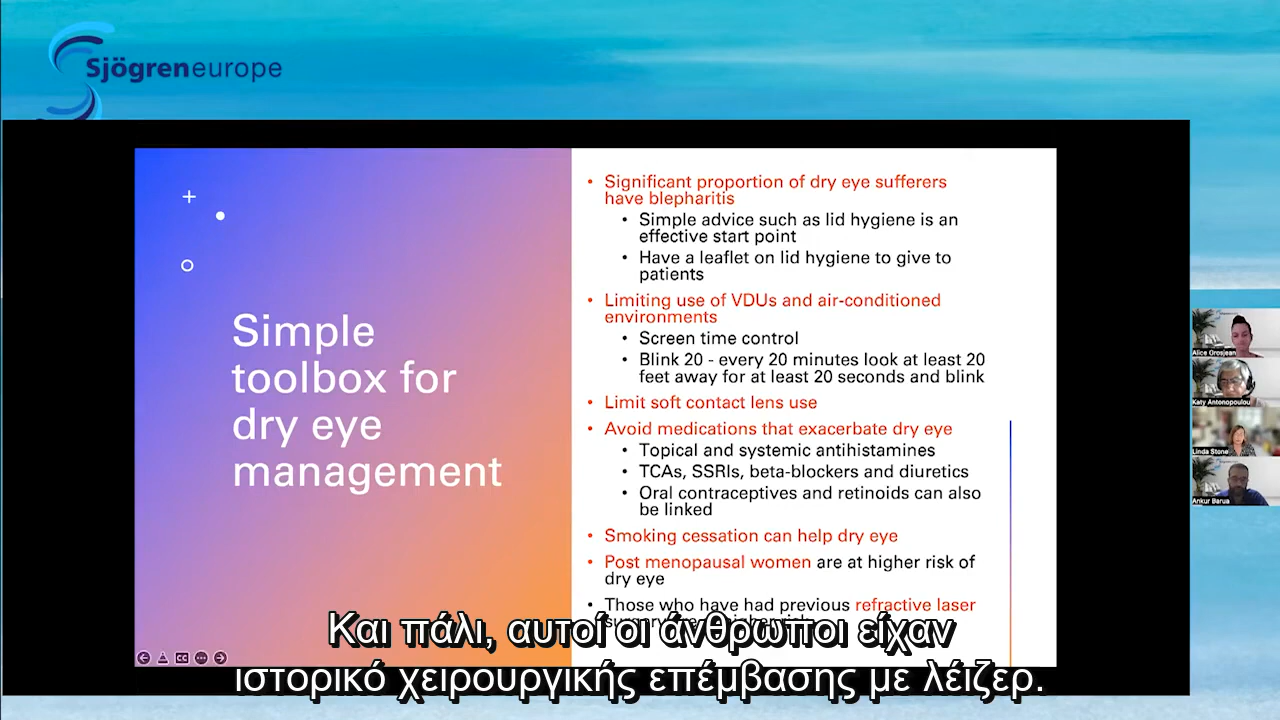 Sjögreneurope
Simple
toolbox for
dry eye
management
• Significant proportion of dry eye sufferers
have blepharitis
• Simple advice such as lid hygiene is an
effective start point
• Have a leaflet on lid hygiene to give to
patients
• Limiting use of VDUs and air-conditioned
environments
• Screen time control
• Blink 20 - every 20 minutes look at least 20
feet away for at least 20 seconds and blink
• Limit soft contact lens use
• Avoid medications that exacerbate dry eye
• Topical and systemic antihistamines
• TCAs, SSRIs, beta-blockers and diuretics
• Oral contraceptives and retinoids can also
be linked
• Smoking cessation can help dry eye
• Post menopausal women are at higher risk of
dry eye
• Those who have had previous refractive laser
Και πάλι, αυτοί οι άνθρωποι είχαν
ιστορικό χειρουργικής επέμβασης με λέιζερ.
Alice Grosjean
Katy Antonopoulou
Linda Stone
Ankur Barua